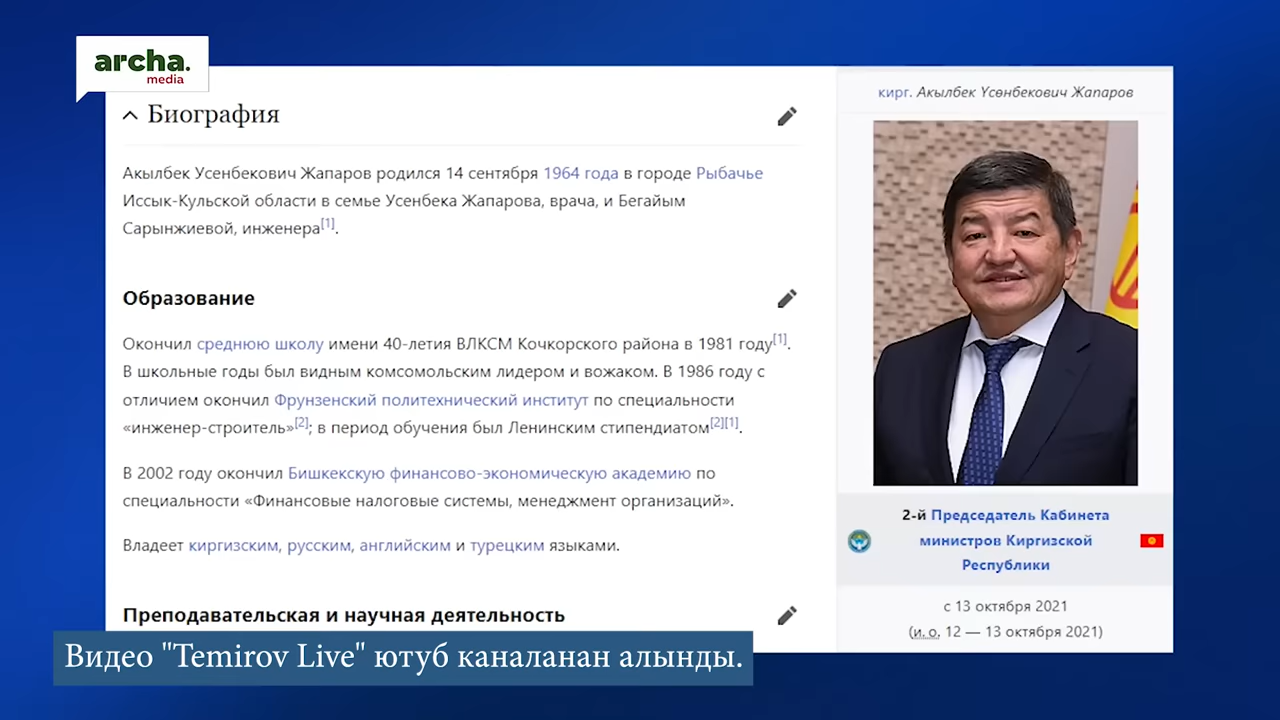 archa.
media
Биография
Акылбек Усенбекович Жапаров родился 14 сентября 1964 года в городе Рыбачье
Иссык-Кульской области в семье Усенбека Жапарова, врача, и Бегайым
Сарынжиевой, инженера[1].
Образование
Окончил среднюю школу имени 40-летия ВЛКСМ Кочкорского района в 1981 году[1].
В школьные годы был видным комсомольским лидером и вожаком. В 1986 году с
отличием окончил Фрунзенский политехнический институт по специальности
«инженер-строитель»[2]; в период обучения был Ленинским стипендиатом[2][1].
В 2002 году окончил Бишкекскую финансово-экономическую академию по
специальности «Финансовые налоговые системы, менеджмент организаций».
Владеет киргизским, русским, английским и турецким языками.
Преподавательская и научная деятельность
кирг. Акылбек Үсөнбекович Жапаров
2-й Председатель Кабинета
министров Киргизской
Республики
с 13 октября 2021
(и. о. 12 — 13 октября 2021)
Видео "Temirov Live" ютуб каналанан алынды.